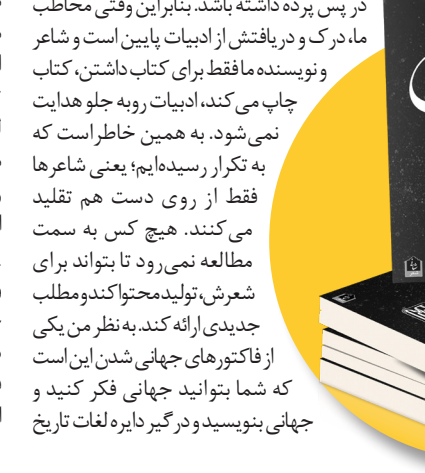 در پس پرده داشته باشد. بنابراین وقتی مخاطب
ما، درک و دریافتش از ادبیات پایین است و شاعر
و نویسنده ما فقط برای کتاب داشتن، کتاب
چاپ می‌کند، ادبیات رو به جلو هدایت
نمی‌شود. به همین خاطر است که
به تکرار رسیده‌ایم؛ یعنی شاعرها
فقط از روی دست هم تقلید
می‌کنند. هیچ کس به سمت
مطالعه نمی‌رود تا بتواند برای
شعرش، تولید محتوا کند و مطلب
جدیدی ارائه کند. به نظر من یکی
از فاکتورهای جهانی شدن این است
که شما بتوانید جهانی فکر کنید و
جهانی بنویسید و درگیر دایره لغات تاریخ